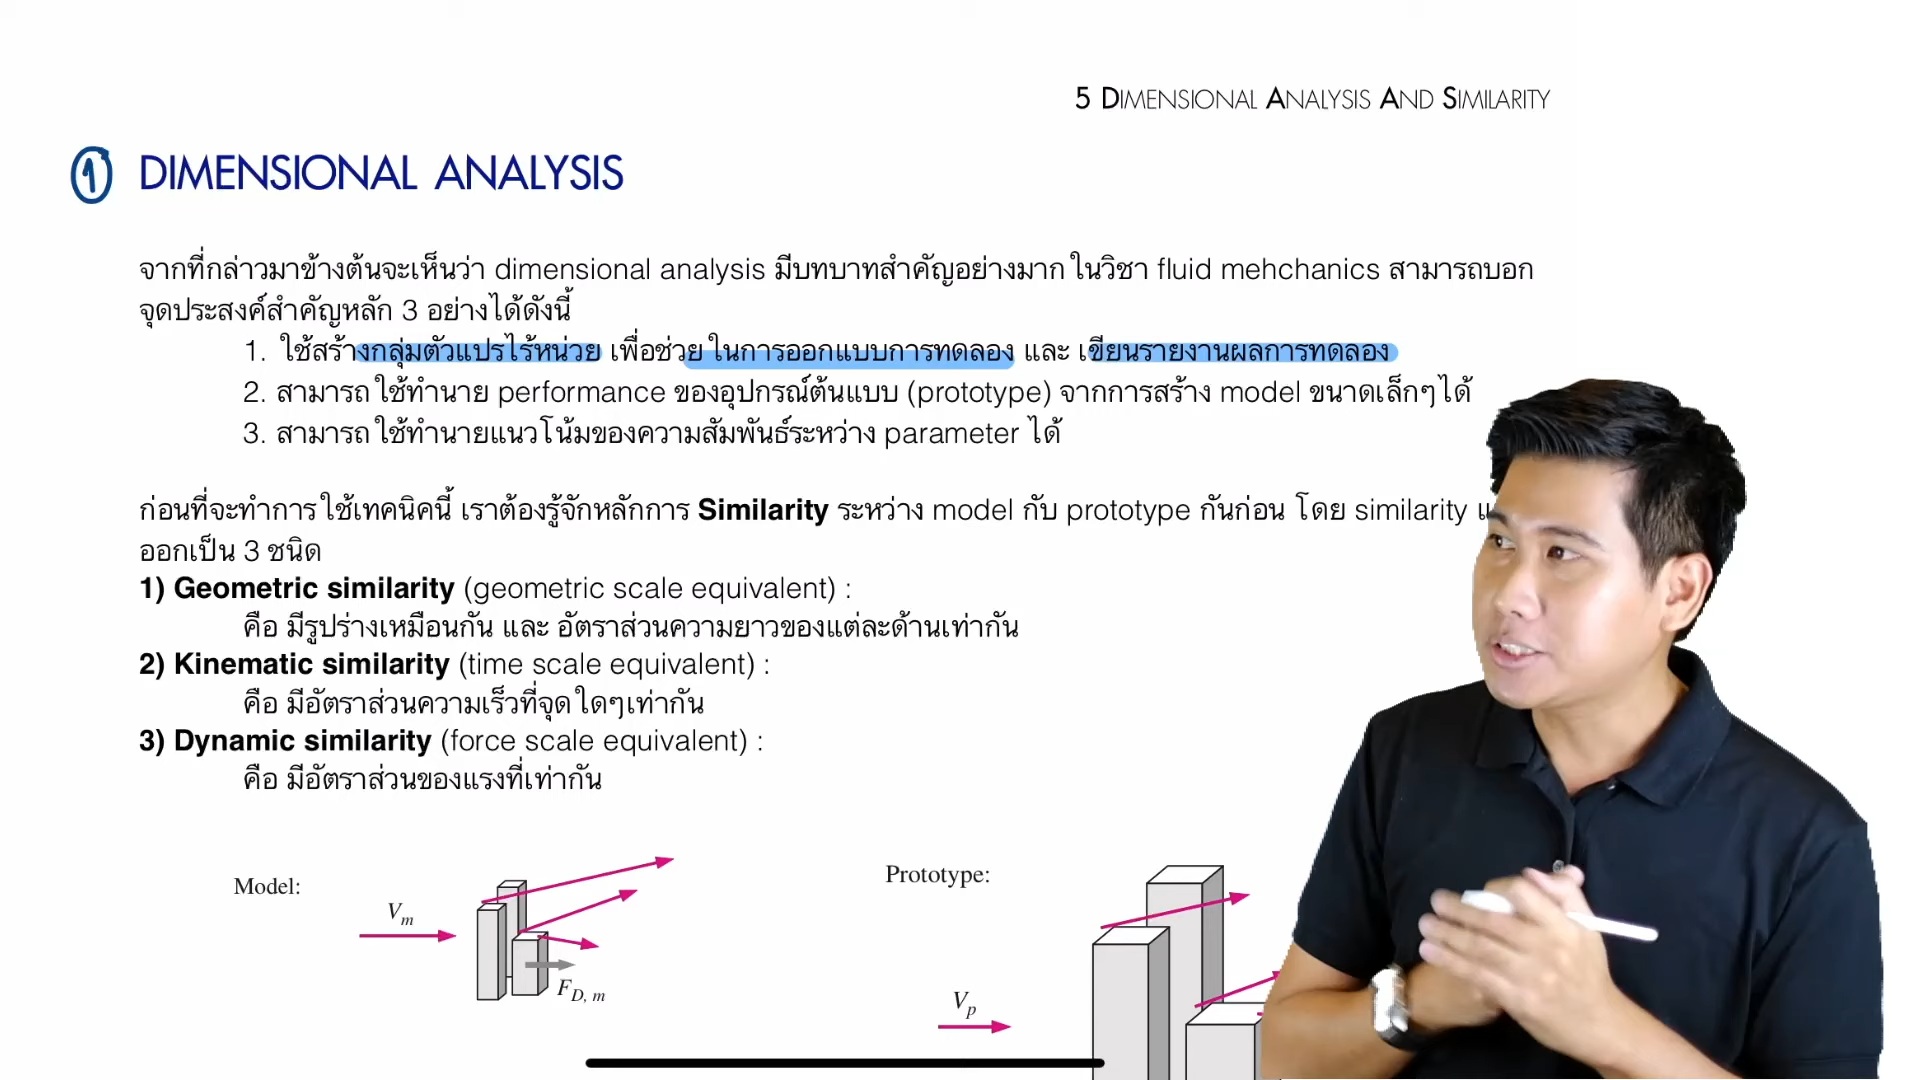 5 DIMENSIONAL ANALYSIS AND SIMILARITY
1 DIMENSIONAL ANALYSIS
จากที่กล่าวมาข้างต้นจะเห็นว่า dimensional analysis มีบทบาทสำคัญอย่างมาก ในวิชา fluid mehchanics สามารถบอก
จุดประสงค์สำคัญหลัก 3 อย่างได้ดังนี้
1. ใช้สร้างกลุ่มตัวแปรไร้หน่วย เพื่อช่วย ในการออกแบบการทดลอง และ เขียนรายงานผลการทดลอง
2. สามารถ ใช้ทำนาย performance ของอุปกรณ์ต้นแบบ (prototype) จากการสร้าง model ขนาดเล็กๆ ได้
3. สามารถ ใช้ทำนายแนวโน้มของความสัมพันธ์ระหว่าง parameter ได้
ก่อนที่จะทำการ ใช้เทคนิคนี้ เราต้องรู้จักหลักการ Similarity ระหว่าง model กับ prototype กันก่อน โดย similarity
ออกเป็น 3 ชนิด
1) Geometric similarity (geometric scale equivalent) :
คือ มีรูปร่างเหมือนกัน และ อัตราส่วนความยาวของแต่ละด้านเท่ากัน
2) Kinematic similarity (time scale equivalent) :
คือ มีอัตราส่วนความเร็วที่จุด ใดๆ เท่ากัน
3) Dynamic similarity (force scale equivalent) :
คือ มีอัตราส่วนของแรงที่เท่ากัน
Model:
Prototype:
Vm
FD, m
Vp